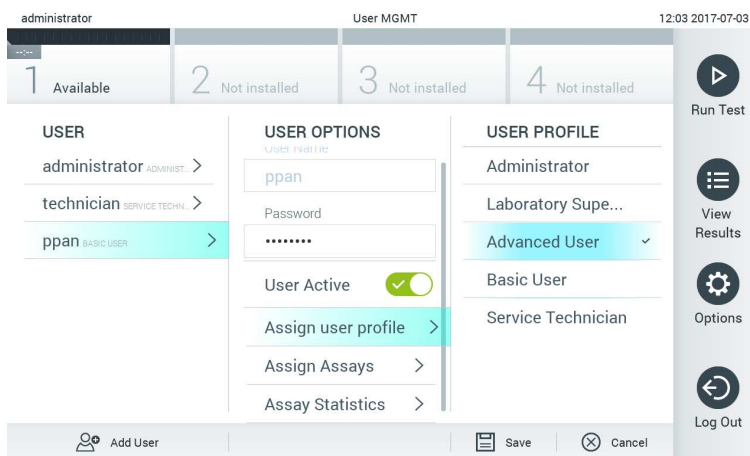 administrator User MGMT 12:03 2017-07-03
--:--
1 Available
2 Not installed
3 Not installed
4 Not installed
USER
administrator ADMINIST...
technician SERVICE TECHN...
ppan BASIC USER
USER OPTIONS
User Name
ppan
Password
••••••••
User Active
Assign user profile
Assign Assays
Assay Statistics
USER PROFILE
Administrator
Laboratory Supe...
Advanced User
Basic User
Service Technician
Run Test
View
Results
Options
Log Out
Add User
Save
Cancel